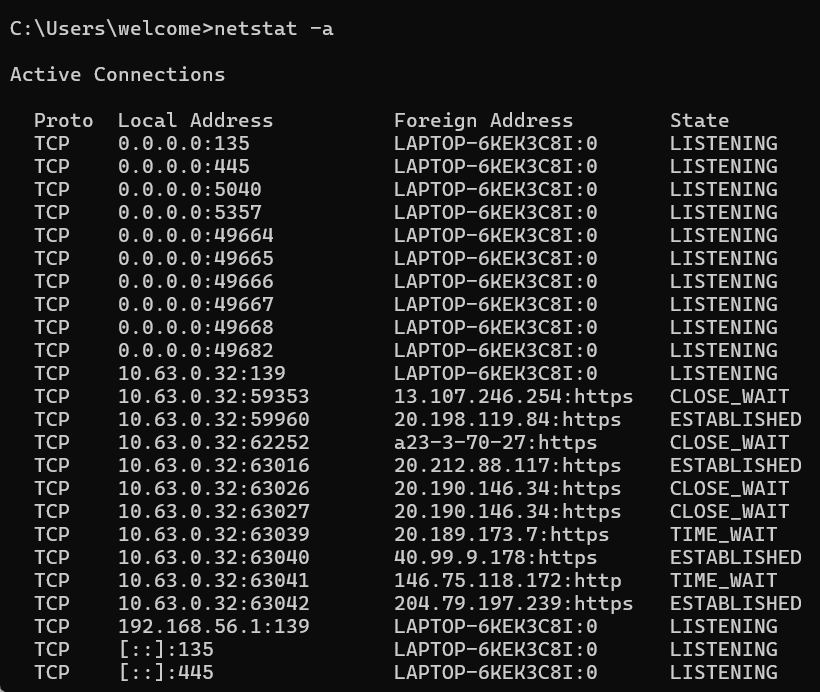 C:\Users\welcome>netstat -a
Active Connections
Proto  Local Address          Foreign Address        State
TCP    0.0.0.0:135            LAPTOP-6KEK3C8I:0      LISTENING
TCP    0.0.0.0:445            LAPTOP-6KEK3C8I:0      LISTENING
TCP    0.0.0.0:5040           LAPTOP-6KEK3C8I:0      LISTENING
TCP    0.0.0.0:5357           LAPTOP-6KEK3C8I:0      LISTENING
TCP    0.0.0.0:49664          LAPTOP-6KEK3C8I:0      LISTENING
TCP    0.0.0.0:49665          LAPTOP-6KEK3C8I:0      LISTENING
TCP    0.0.0.0:49666          LAPTOP-6KEK3C8I:0      LISTENING
TCP    0.0.0.0:49667          LAPTOP-6KEK3C8I:0      LISTENING
TCP    0.0.0.0:49668          LAPTOP-6KEK3C8I:0      LISTENING
TCP    0.0.0.0:49682          LAPTOP-6KEK3C8I:0      LISTENING
TCP    10.63.0.32:139         LAPTOP-6KEK3C8I:0      LISTENING
TCP    10.63.0.32:59353       13.107.246.254:https   CLOSE_WAIT
TCP    10.63.0.32:59960       20.198.119.84:https    ESTABLISHED
TCP    10.63.0.32:62252       a23-3-70-27:https      CLOSE_WAIT
TCP    10.63.0.32:63016       20.212.88.117:https    ESTABLISHED
TCP    10.63.0.32:63026       20.190.146.34:https    CLOSE_WAIT
TCP    10.63.0.32:63027       20.190.146.34:https    CLOSE_WAIT
TCP    10.63.0.32:63039       20.189.173.7:https     TIME_WAIT
TCP    10.63.0.32:63040       40.99.9.178:https      ESTABLISHED
TCP    10.63.0.32:63041       146.75.118.172:http    TIME_WAIT
TCP    10.63.0.32:63042       204.79.197.239:https   ESTABLISHED
TCP    192.168.56.1:139       LAPTOP-6KEK3C8I:0      LISTENING
TCP    [::]:135               LAPTOP-6KEK3C8I:0      LISTENING
TCP    [::]:445               LAPTOP-6KEK3C8I:0      LISTENING